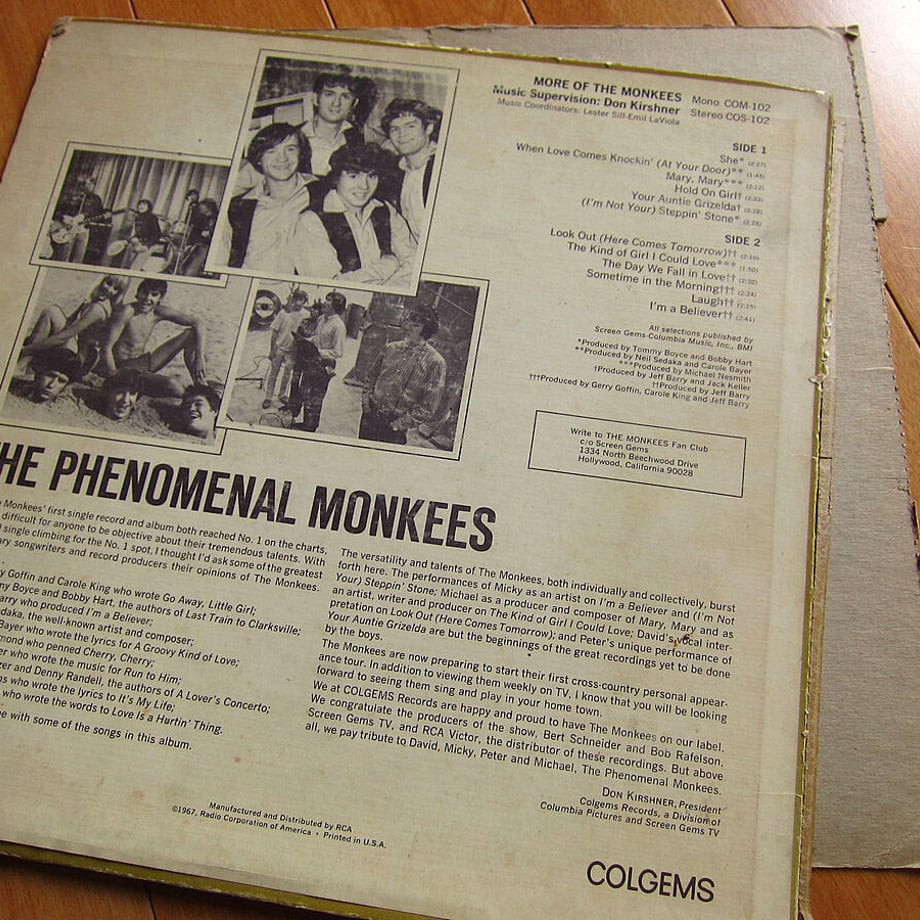 MORE OF THE MONKEES
Music Supervision: Don Kirshner
Music Coordinators: Lester Sill-Emil LaViola
Mono COM-102
Stereo COS-102
SIDE 1
She* (2:27)
When Love Comes Knockin' (At Your Door)** (1:45)
Mary, Mary*** (2:12)
Hold On Girl† (2:23)
Your Auntie Grizelda† (2:28)
(I'm Not Your) Steppin' Stone* (2:25)
SIDE 2
Look Out (Here Comes Tomorrow)†† (2:10)
The Kind of Girl I Could Love*** (1:50)
The Day We Fall in Love†† (2:20)
Sometime in the Morning††† (2:24)
Laugh†† (2:25)
I'm a Believer†† (2:41)
All selections published by
Screen Gems-Columbia Music, Inc., BMI
*Produced by Tommy Boyce and Bobby Hart
**Produced by Neil Sedaka and Carole Bayer
***Produced by Michael Nesmith
†Produced by Jeff Barry and Jack Keller
††Produced by Jeff Barry
†††Produced by Gerry Goffin, Carole King and Jeff Barry
Write to THE MONKEES Fan Club
c/o Screen Gems
1334 North Beechwood Drive
Hollywood, California 90028
HE PHENOMENAL MONKEES
Monkees' first single record and album both reached No. 1 on the charts,
difficult for anyone to be objective about their tremendous talents. With
single climbing for the No. 1 spot, I thought I'd ask some of the greatest
ary songwriters and record producers their opinions of The Monkees.
y Goffin and Carole King who wrote Go Away, Little Girl;
my Boyce and Bobby Hart, the authors of Last Train to Clarksville;
arry who produced I'm a Believer;
edaka, the well-known artist and composer;
Bayer who wrote the lyrics for A Groovy Kind of Love;
mond who penned Cherry, Cherry;
er who wrote the music for Run to Him;
zer and Denny Randell, the authors of A Lover's Concerto;
ns who wrote the lyrics to It's My Life;
who wrote the words to Love Is a Hurtin' Thing.
e with some of the songs in this album.
The versatility and talents of The Monkees, both individually and collectively, burst
forth here. The performances of Micky as an artist on I'm a Believer and (I'm Not
Your) Steppin' Stone; Michael as a producer and composer of Mary, Mary and as
an artist, writer and producer on The Kind of Girl I Could Love; David's vocal inter-
pretation on Look Out (Here Comes Tomorrow); and Peter's unique performance of
Your Auntie Grizelda are but the beginnings of the great recordings yet to be done
by the boys.
The Monkees are now preparing to start their first cross-country personal appear-
ance tour. In addition to viewing them weekly on TV, I know that you will be looking
forward to seeing them sing and play in your home town.
We at COLGEMS Records are happy and proud to have The Monkees on our label.
We congratulate the producers of the show, Bert Schneider and Bob Rafelson,
Screen Gems TV, and RCA Victor, the distributor of these recordings. But above
all, we pay tribute to David, Micky, Peter and Michael, The Phenomenal Monkees.
DON KIRSHNER, President
Colgems Records, a Division of
Columbia Pictures and Screen Gems TV
Manufactured and Distributed by RCA
©1967, Radio Corporation of America • Printed in U.S.A.
COLGEMS